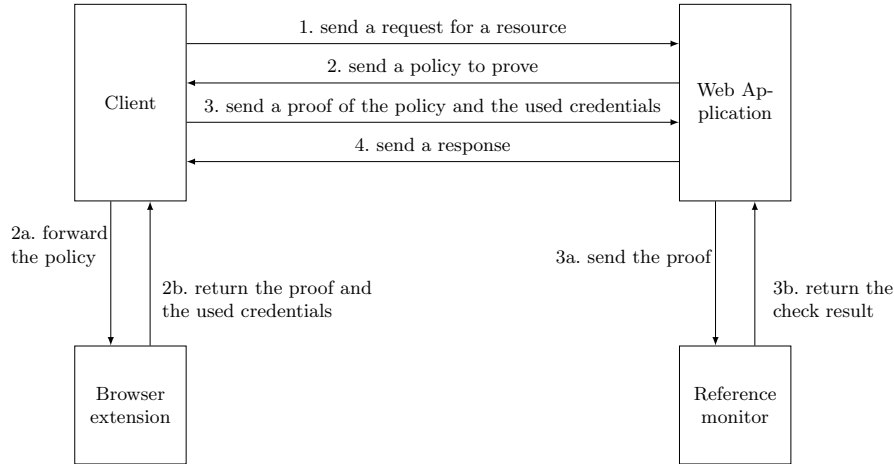 1. send a request for a resource
2. send a policy to prove
3. send a proof of the policy and the used credentials
4. send a response
Client
Web Ap-
plication
2a. forward
the policy
2b. return the proof and
the used credentials
3a. send the proof
3b. return the
check result
Browser
extension
Reference
monitor